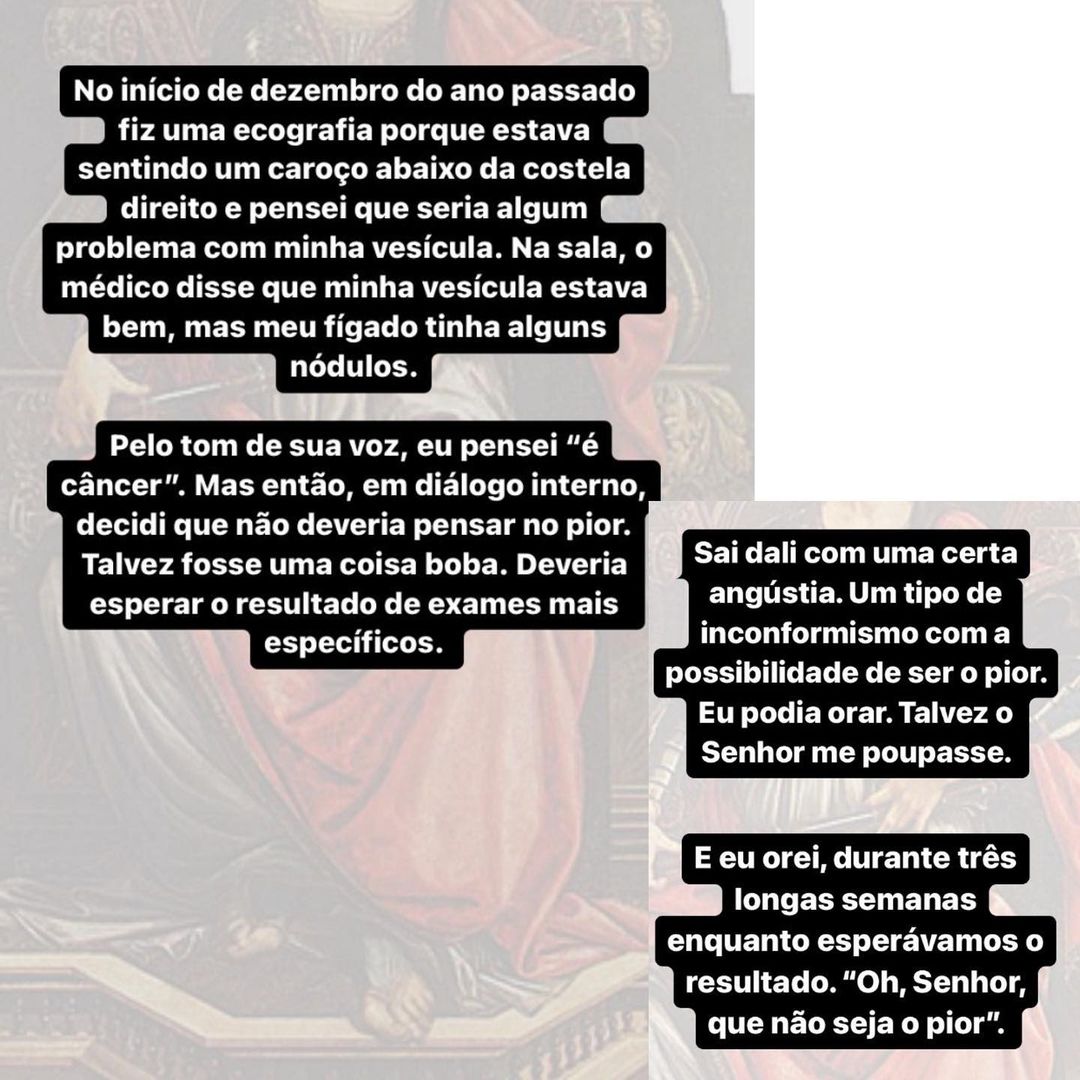 No início de dezembro do ano passado
fiz uma ecografia porque estava
sentindo um caroço abaixo da costela
direito e pensei que seria algum
problema com minha vesícula. Na sala, o
médico disse que minha vesícula estava
bem, mas meu fígado tinha alguns
nódulos.
Pelo tom de sua voz, eu pensei “é
câncer”. Mas então, em diálogo interno,
decidi que não deveria pensar no pior.
Talvez fosse uma coisa boba. Deveria
esperar o resultado de exames mais
específicos.
Sai dali com uma certa
angústia. Um tipo de
inconformismo com a
possibilidade de ser o pior.
Eu podia orar. Talvez o
Senhor me poupasse.
E eu orei, durante três
longas semanas
enquanto esperávamos o
resultado. “Oh, Senhor,
que não seja o pior”.